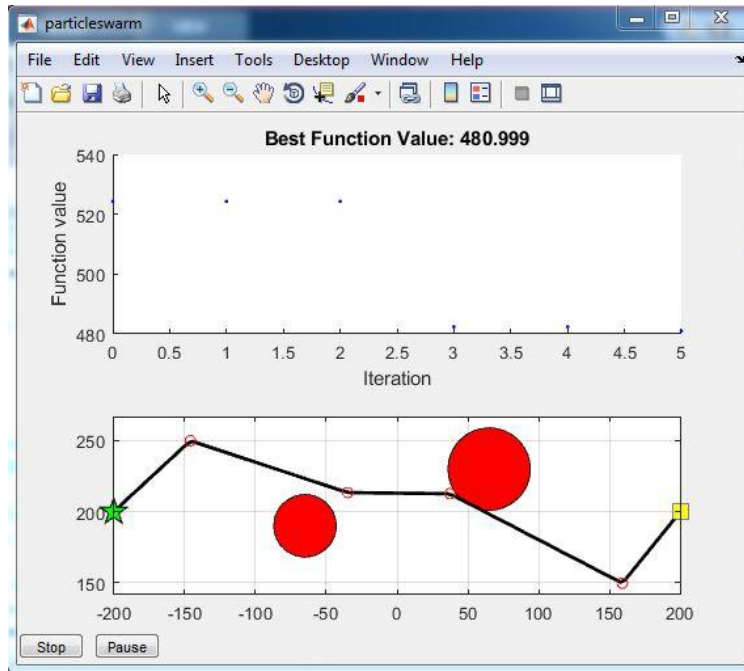 particleswarm
File Edit View Insert Tools Desktop Window Help
Best Function Value: 480.999
540
520
500
480
Function value
0 0.5 1 1.5 2 2.5 3 3.5 4 4.5 5
Iteration
250
200
150
-200 -150 -100 -50 0 50 100 150 200
Stop Pause